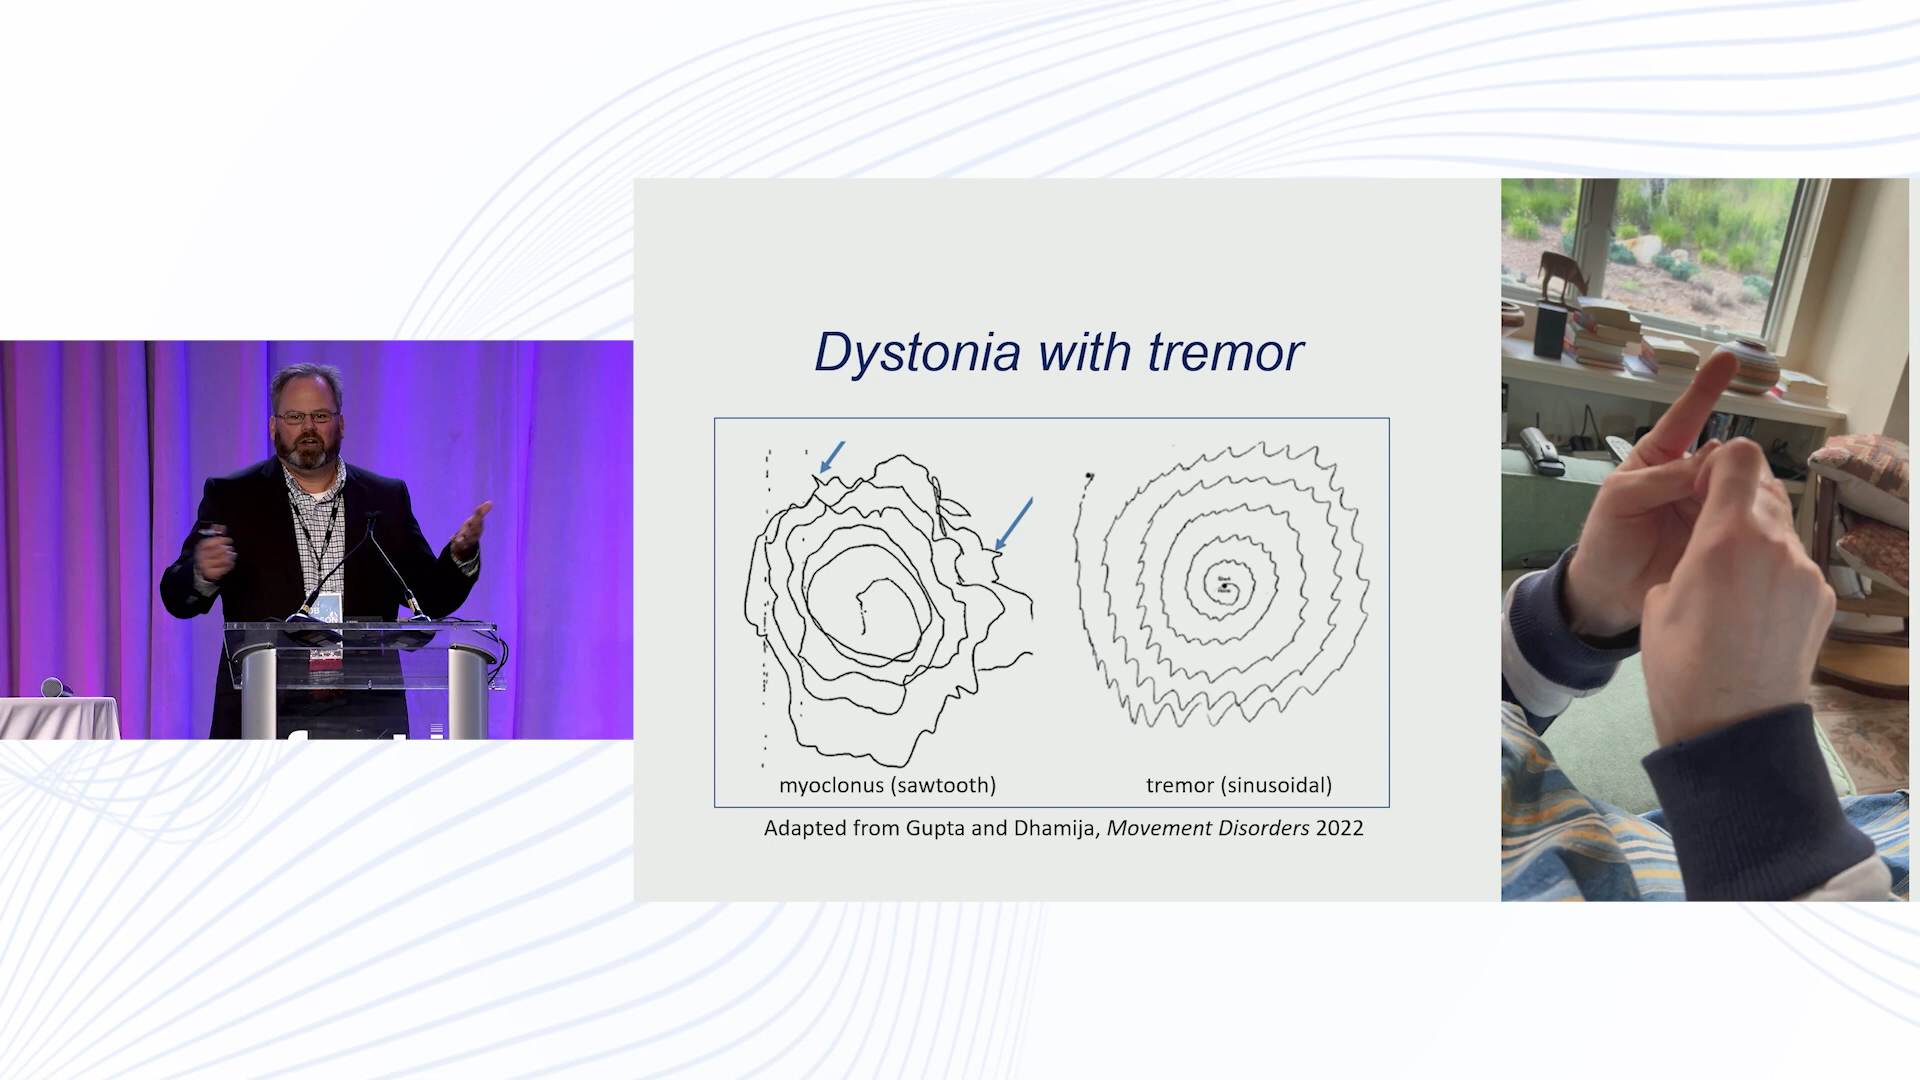 Dystonia with tremor
myoclonus (sawtooth)
tremor (sinusoidal)
Adapted from Gupta and Dhamija, Movement Disorders 2022